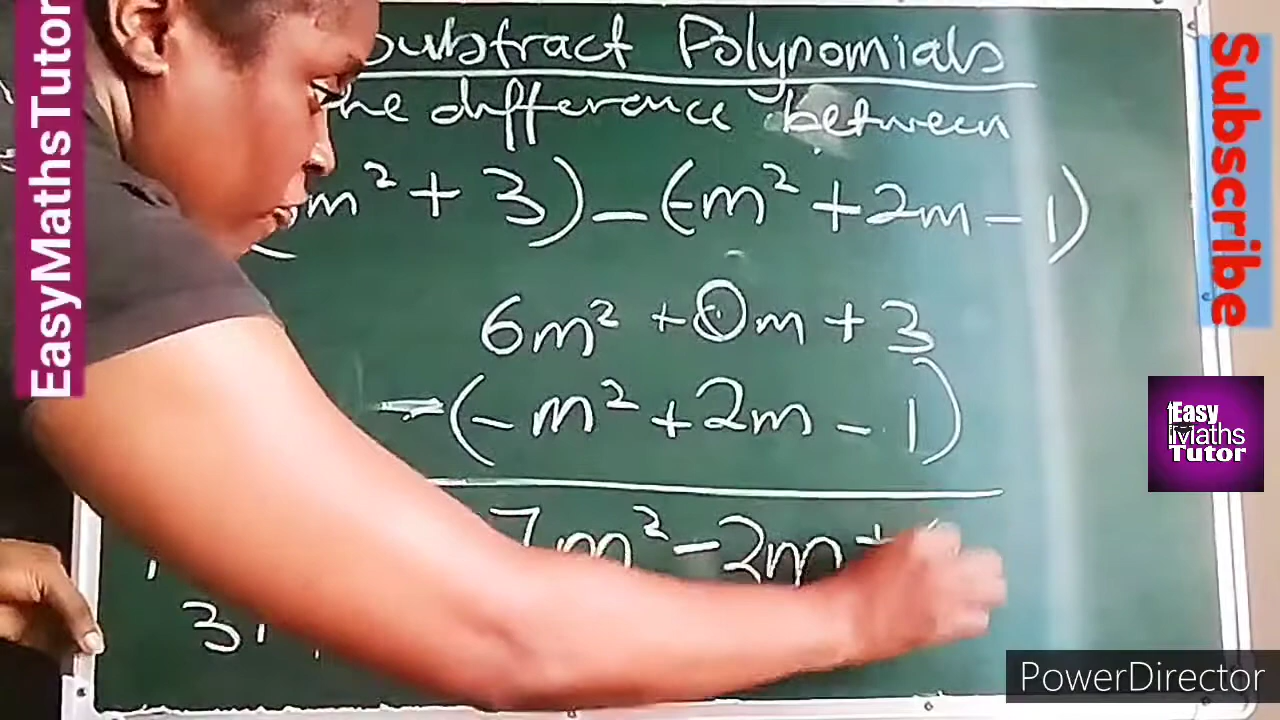 Subtract Polynomials
the difference between
m² + 3) - (-m² + 2m - 1)
6m² + 0m + 3
-(-m² + 2m - 1)
7m² - 2m +
3
EasyMathsTutor
Subscribe
Easy
Maths
Tutor
PowerDirector